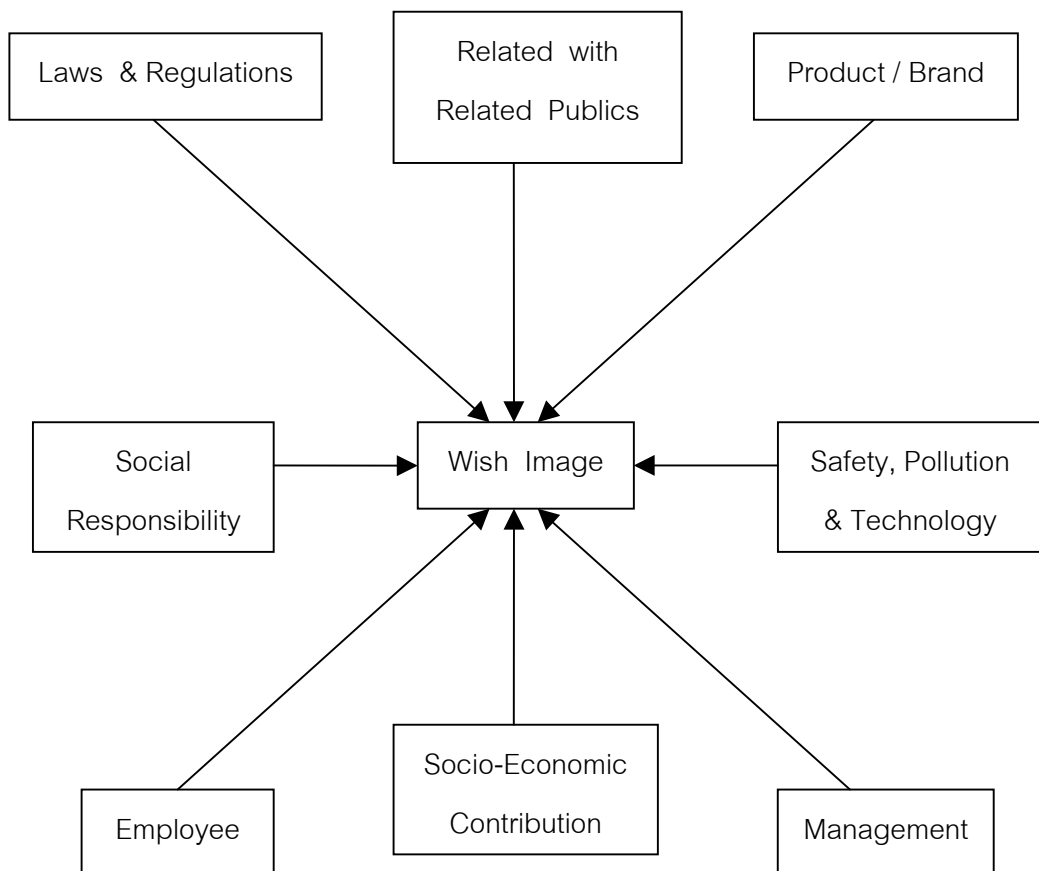 Laws & Regulations
Related with
Related Publics
Product / Brand
Social
Responsibility
Wish Image
Safety, Pollution
& Technology
Employee
Socio-Economic
Contribution
Management